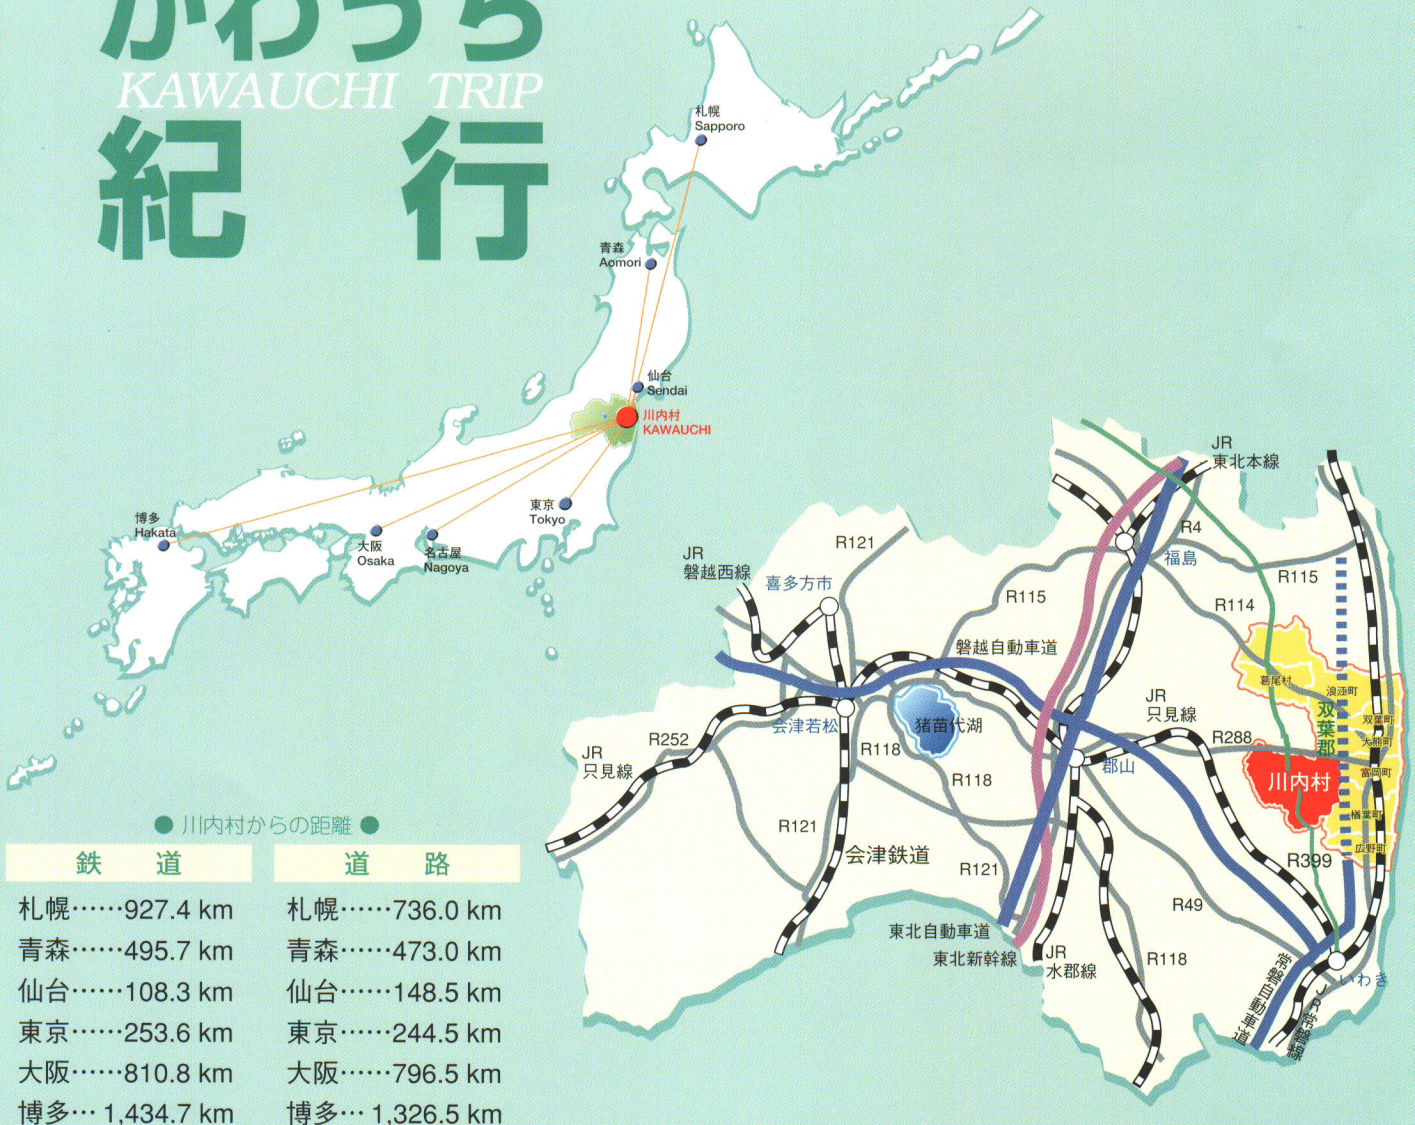 かわうち
KAWAUCHI TRIP
紀 行
札幌
Sapporo
青森
Aomori
仙台
Sendai
川内村
KAWAUCHI
東京
Tokyo
名古屋
Nagoya
大阪
Osaka
博多
Hakata
JR
東北本線
R4
福島
R115
R114
R115
R121
JR
磐越西線
喜多方市
磐越自動車道
葛尾村
浪江町
双葉郡
双葉町
大熊町
富岡町
楢葉町
広野町
川内村
JR
只見線
R288
猪苗代湖
会津若松
R118
R118
郡山
R252
JR
只見線
R121
会津鉄道
R121
R399
R49
R118
東北自動車道
東北新幹線
JR
水郡線
いわき
常磐自動車道
JR常磐線
●川内村からの距離●
鉄 道
札幌……927.4 km
青森……495.7 km
仙台……108.3 km
東京……253.6 km
大阪……810.8 km
博多…1,434.7 km
道 路
札幌……736.0 km
青森……473.0 km
仙台……148.5 km
東京……244.5 km
大阪……796.5 km
博多…1,326.5 km